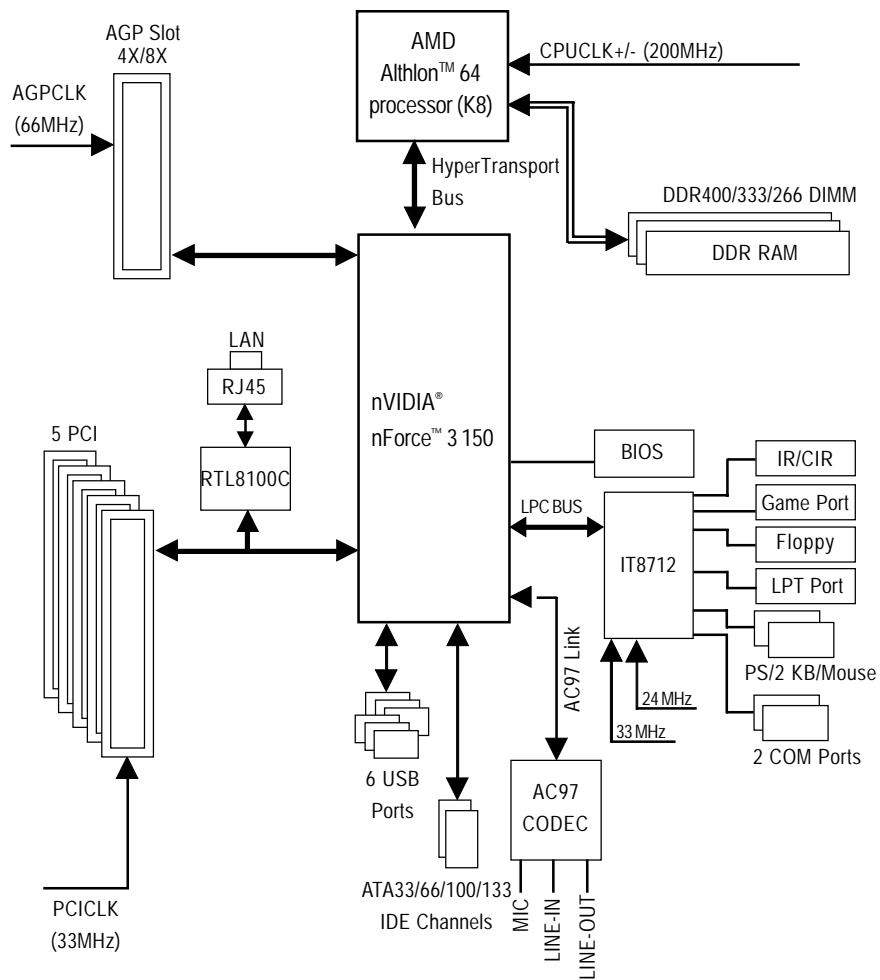 AGP Slot
4X/8X
AGPCLK
(66MHz)
AMD
Althlon™ 64
processor (K8)
CPUCLK+/- (200MHz)
HyperTransport
Bus
DDR400/333/266 DIMM
DDR RAM
LAN
RJ45
RTL8100C
nVIDIA®
nForce™ 3 150
5 PCI
BIOS
LPC BUS
IT8712
IR/CIR
Game Port
Floppy
LPT Port
PS/2 KB/Mouse
2 COM Ports
24 MHz
33 MHz
AC97 Link
6 USB
Ports
AC97
CODEC
ATA33/66/100/133
IDE Channels
MIC
LINE-IN
LINE-OUT
PCICLK
(33MHz)